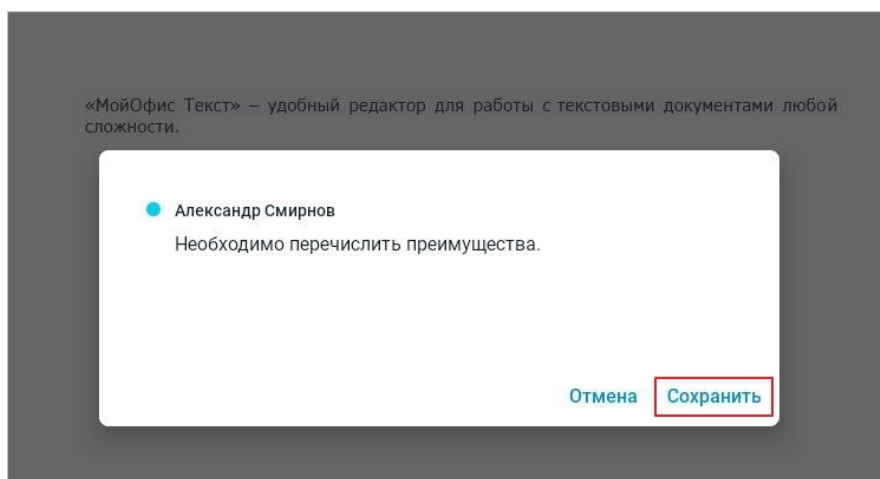 «МойОфис Текст» – удобный редактор для работы с текстовыми документами любой
сложности.
Александр Смирнов
Необходимо перечислить преимущества.
Отмена Сохранить